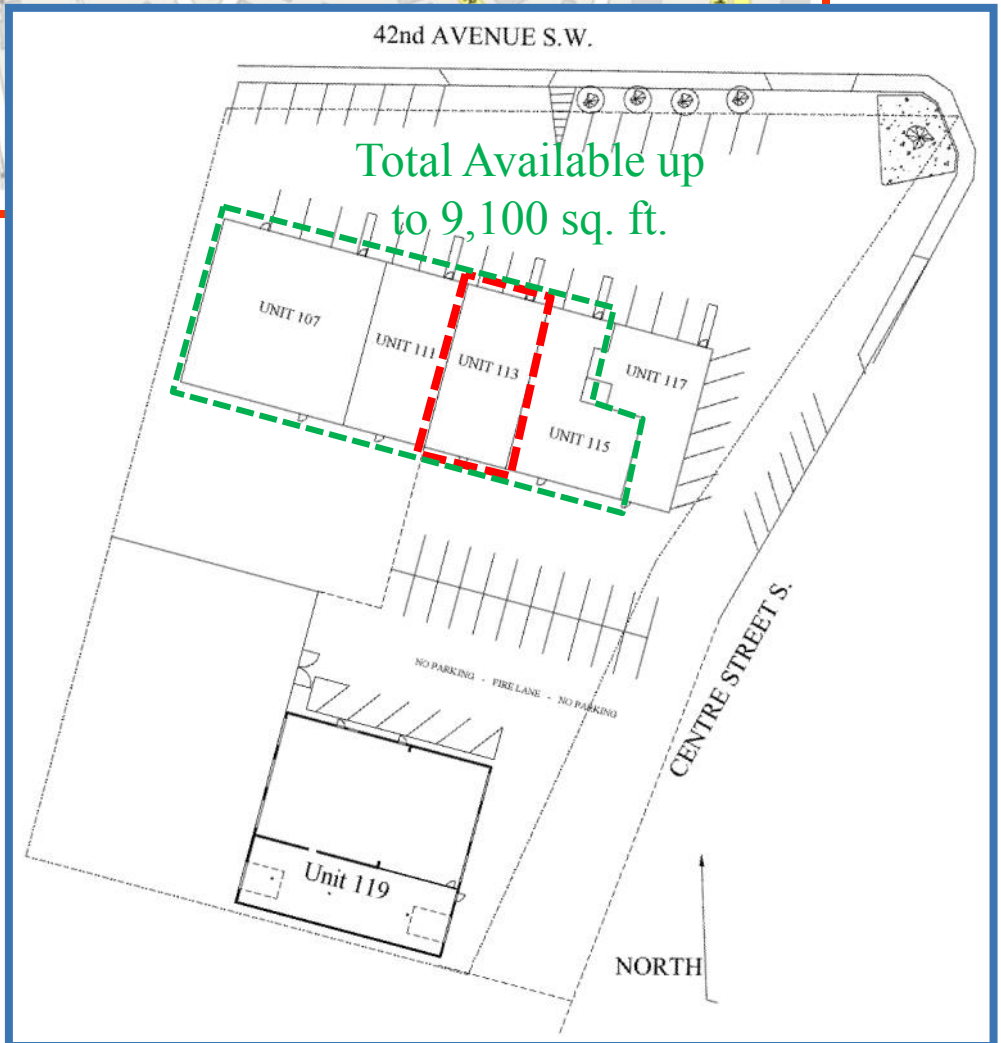 42nd AVENUE S.W.
Total Available up
to 9,100 sq. ft.
UNIT 107
UNIT 111
UNIT 113
UNIT 117
UNIT 115
NO PARKING - FIRE LANE - NO PARKING
CENTRE STREET S.
Unit 119
NORTH